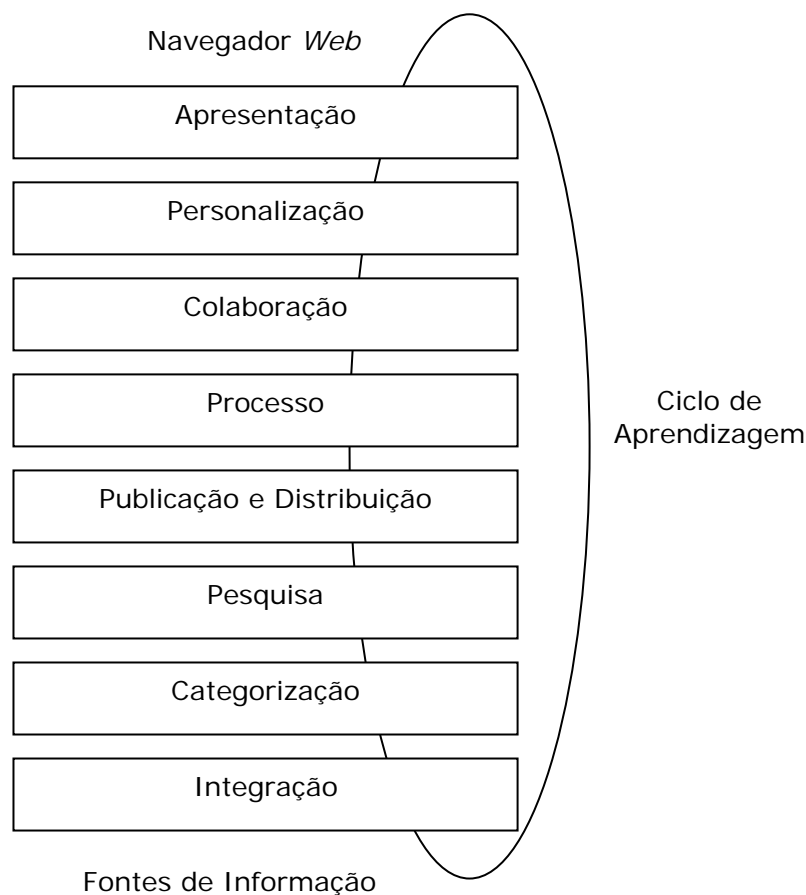 Navegador Web
Apresentação
Personalização
Colaboração
Processo
Ciclo de
Aprendizagem
Publicação e Distribuição
Pesquisa
Categorização
Integração
Fontes de Informação